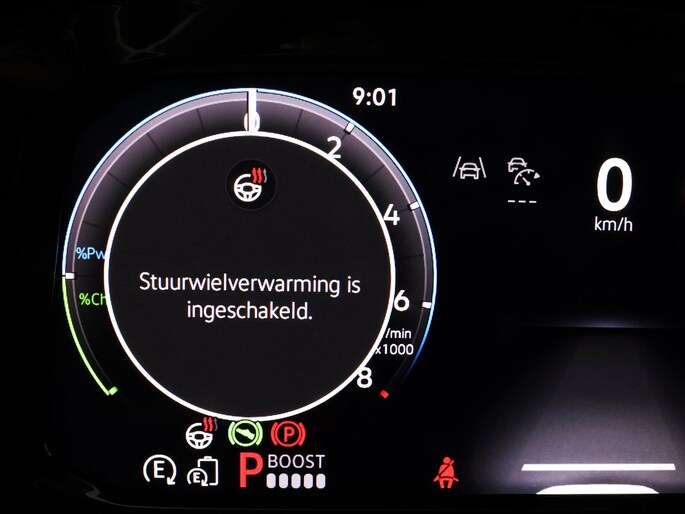 9:01
0
2
4
6
8
%Pw
%Ch
/min
x1000
Stuurwielverwarming is
ingeschakeld.
---
0
km/h
P
E
E
P BOOST